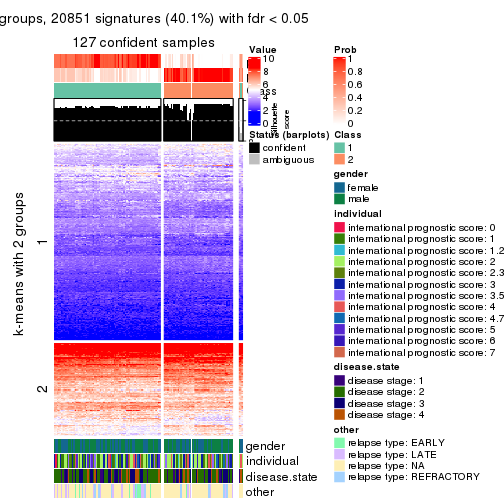 groups, 20851 signatures (40.1%) with fdr < 0.05
127 confident samples
k-means with 2 groups
1
2
Value
10
8
6
4
2
0
Silhouette
score
Status (barplots)
confident
ambiguous
gender
individual
disease.state
other
Prob
1
0.8
0.6
0.4
0.2
0
Class
1
2
gender
female
male
individual
international prognostic score: 0
international prognostic score: 1
international prognostic score: 1.2
international prognostic score: 2
international prognostic score: 2.3
international prognostic score: 3
international prognostic score: 3.5
international prognostic score: 4
international prognostic score: 4.7
international prognostic score: 5
international prognostic score: 6
international prognostic score: 7
disease.state
disease stage: 1
disease stage: 2
disease stage: 3
disease stage: 4
other
relapse type: EARLY
relapse type: LATE
relapse type: NA
relapse type: REFRACTORY